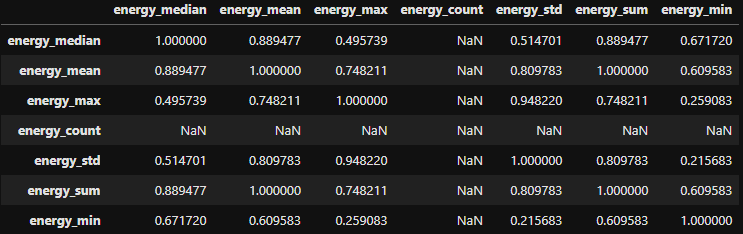 energy_median energy_mean energy_max energy_count energy_std energy_sum energy_min
energy_median 1.000000 0.889477 0.495739 NaN 0.514701 0.889477 0.671720
energy_mean 0.889477 1.000000 0.748211 NaN 0.809783 1.000000 0.609583
energy_max 0.495739 0.748211 1.000000 NaN 0.948220 0.748211 0.259083
energy_count NaN NaN NaN NaN NaN NaN NaN
energy_std 0.514701 0.809783 0.948220 NaN 1.000000 0.809783 0.215683
energy_sum 0.889477 1.000000 0.748211 NaN 0.809783 1.000000 0.609583
energy_min 0.671720 0.609583 0.259083 NaN 0.215683 0.609583 1.000000